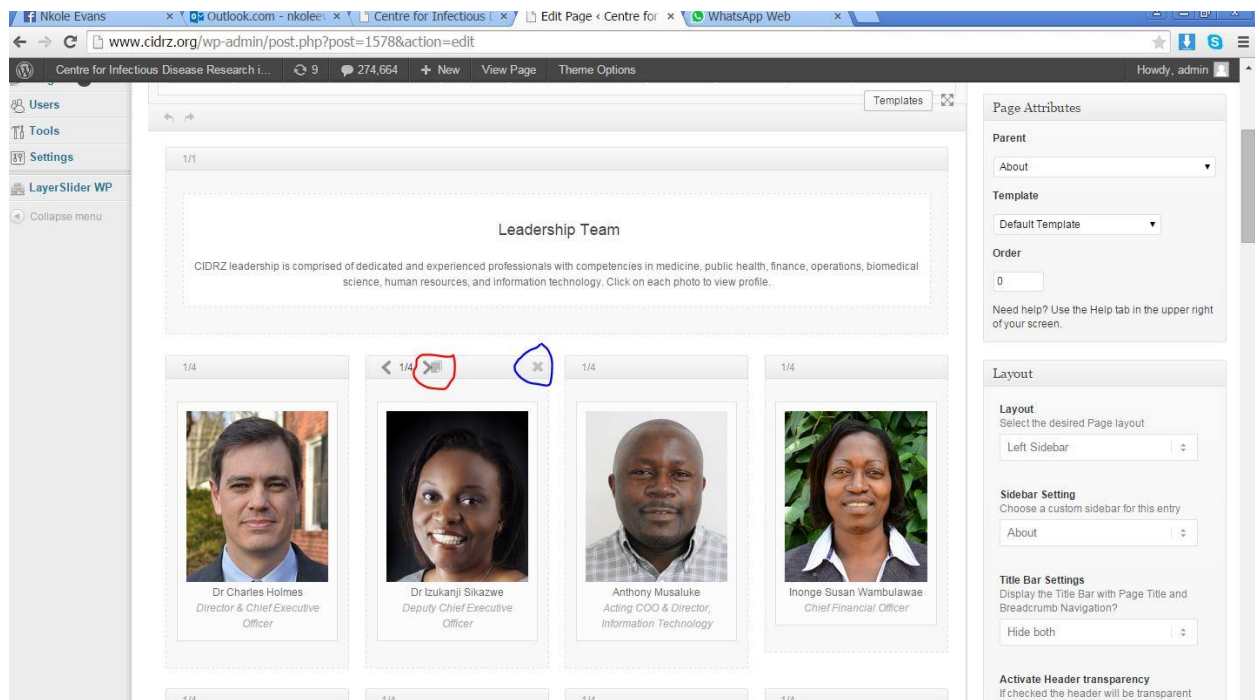 Nkole Evans
Outlook.com - nkoleev
Centre for Infectious
Edit Page ‹ Centre for
WhatsApp Web
www.cidrz.org/wp-admin/post.php?post=1578&action=edit
Centre for Infectious Disease Research i...
9
274,664
+ New
View Page
Theme Options
Howdy, admin
Users
Tools
Settings
LayerSlider WP
Collapse menu
Templates
1/1
Leadership Team
CIDRZ leadership is comprised of dedicated and experienced professionals with competencies in medicine, public health, finance, operations, biomedical
science, human resources, and information technology. Click on each photo to view profile.
1/4
1/4
1/4
1/4
Dr Charles Holmes
Director & Chief Executive
Officer
Dr Izukanji Sikazwe
Deputy Chief Executive
Officer
Anthony Musaluke
Acting COO & Director,
Information Technology
Inonge Susan Wambulawae
Chief Financial Officer
1/4
1/4
1/4
1/4
Page Attributes
Parent
About
Template
Default Template
Order
0
Need help? Use the Help tab in the upper right
of your screen.
Layout
Layout
Select the desired Page layout
Left Sidebar
Sidebar Setting
Choose a custom sidebar for this entry
About
Title Bar Settings
Display the Title Bar with Page Title and
Breadcrumb Navigation?
Hide both
Activate Header transparency
If checked the header will be transparent